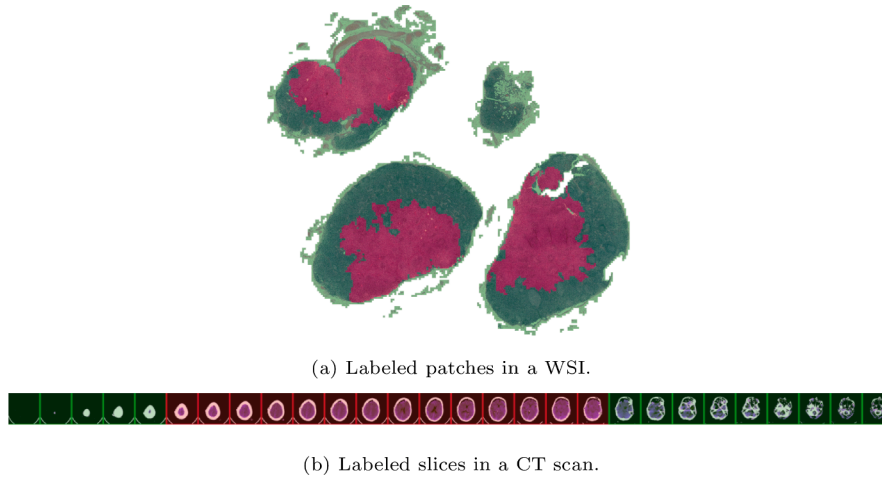 (a) Labeled patches in a WSI.
(b) Labeled slices in a CT scan.